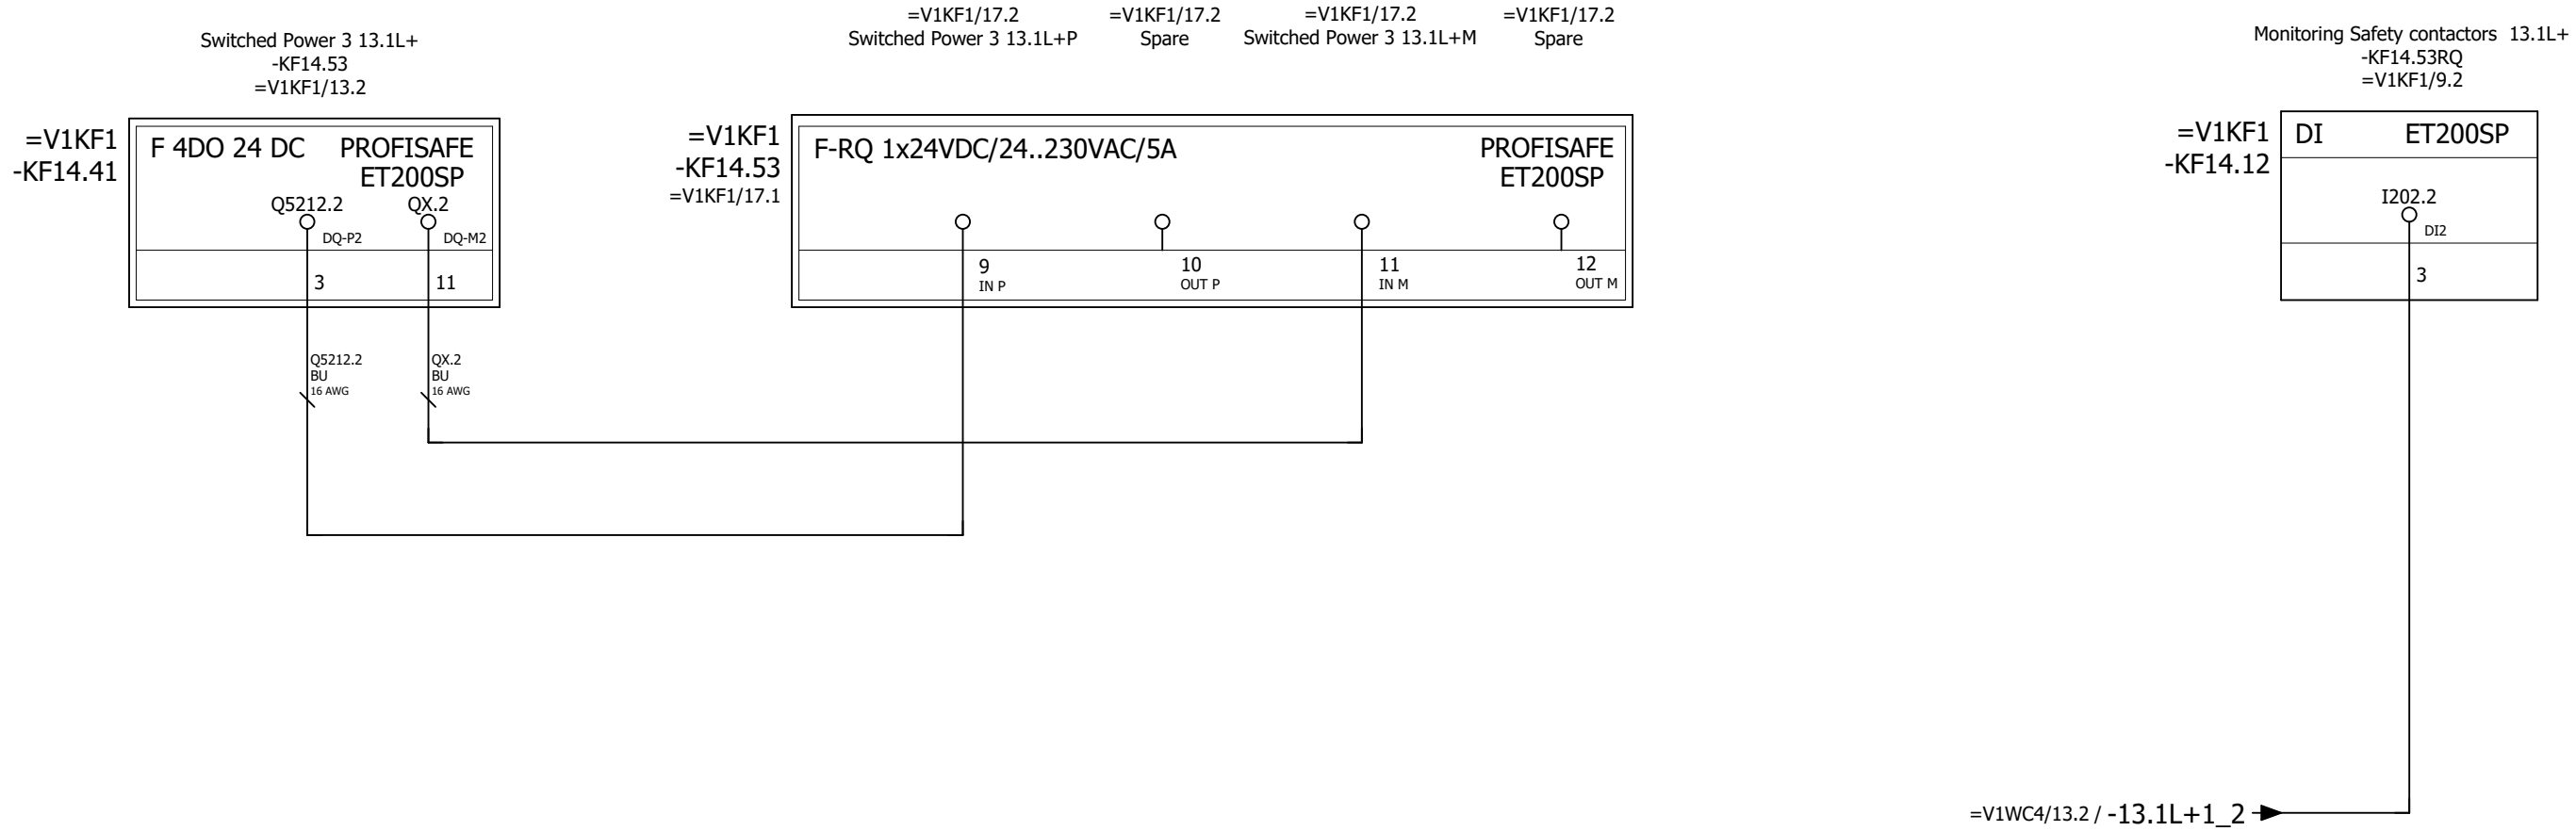 Switched Power 3 13.1L+
-KF14.53
=V1KF1/13.2
=V1KF1
-KF14.41
F 4DO 24 DC PROFISAFE
ET200SP
Q5212.2 QX.2
DQ-P2 DQ-M2
3 11
Q5212.2
BU
16 AWG
QX.2
BU
16 AWG
=V1KF1/17.2
Switched Power 3 13.1L+P
=V1KF1/17.2
Spare
=V1KF1/17.2
Switched Power 3 13.1L+M
=V1KF1/17.2
Spare
=V1KF1
-KF14.53
=V1KF1/17.1
F-RQ 1x24VDC/24..230VAC/5A PROFISAFE
ET200SP
9
IN P
10
OUT P
11
IN M
12
OUT M
Monitoring Safety contactors 13.1L+
-KF14.53RQ
=V1KF1/9.2
=V1KF1
-KF14.12
DI ET200SP
I202.2
DI2
3
=V1WC4/13.2 / -13.1L+1_2